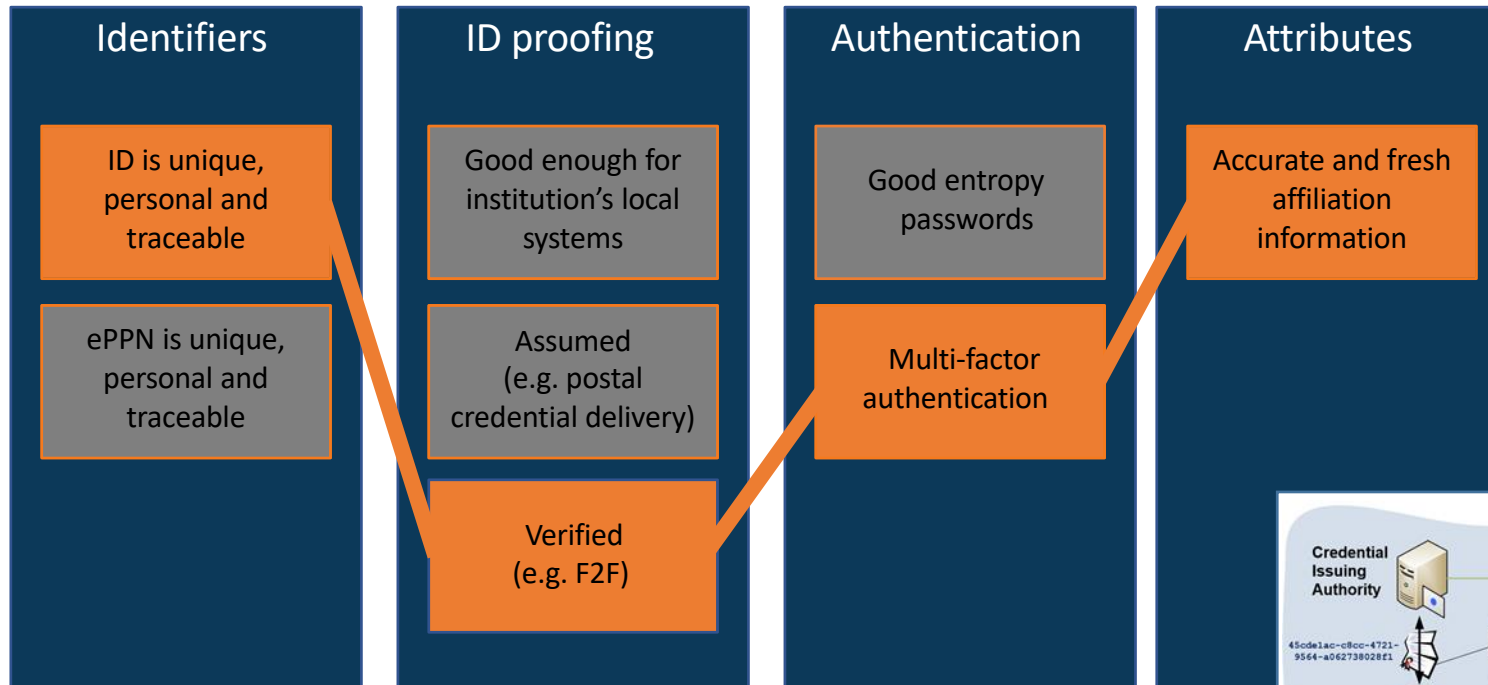 Identifiers
ID is unique,
personal and
traceable
ePPN is unique,
personal and
traceable
ID proofing
Good enough for
institution’s local
systems
Assumed
(e.g. postal
credential delivery)
Verified
(e.g. F2F)
Authentication
Good entropy
passwords
Multi-factor
authentication
Attributes
Accurate and fresh
affiliation
information
Credential
Issuing
Authority
45cde1ac-c8cc-4721-
9564-a062738028f1